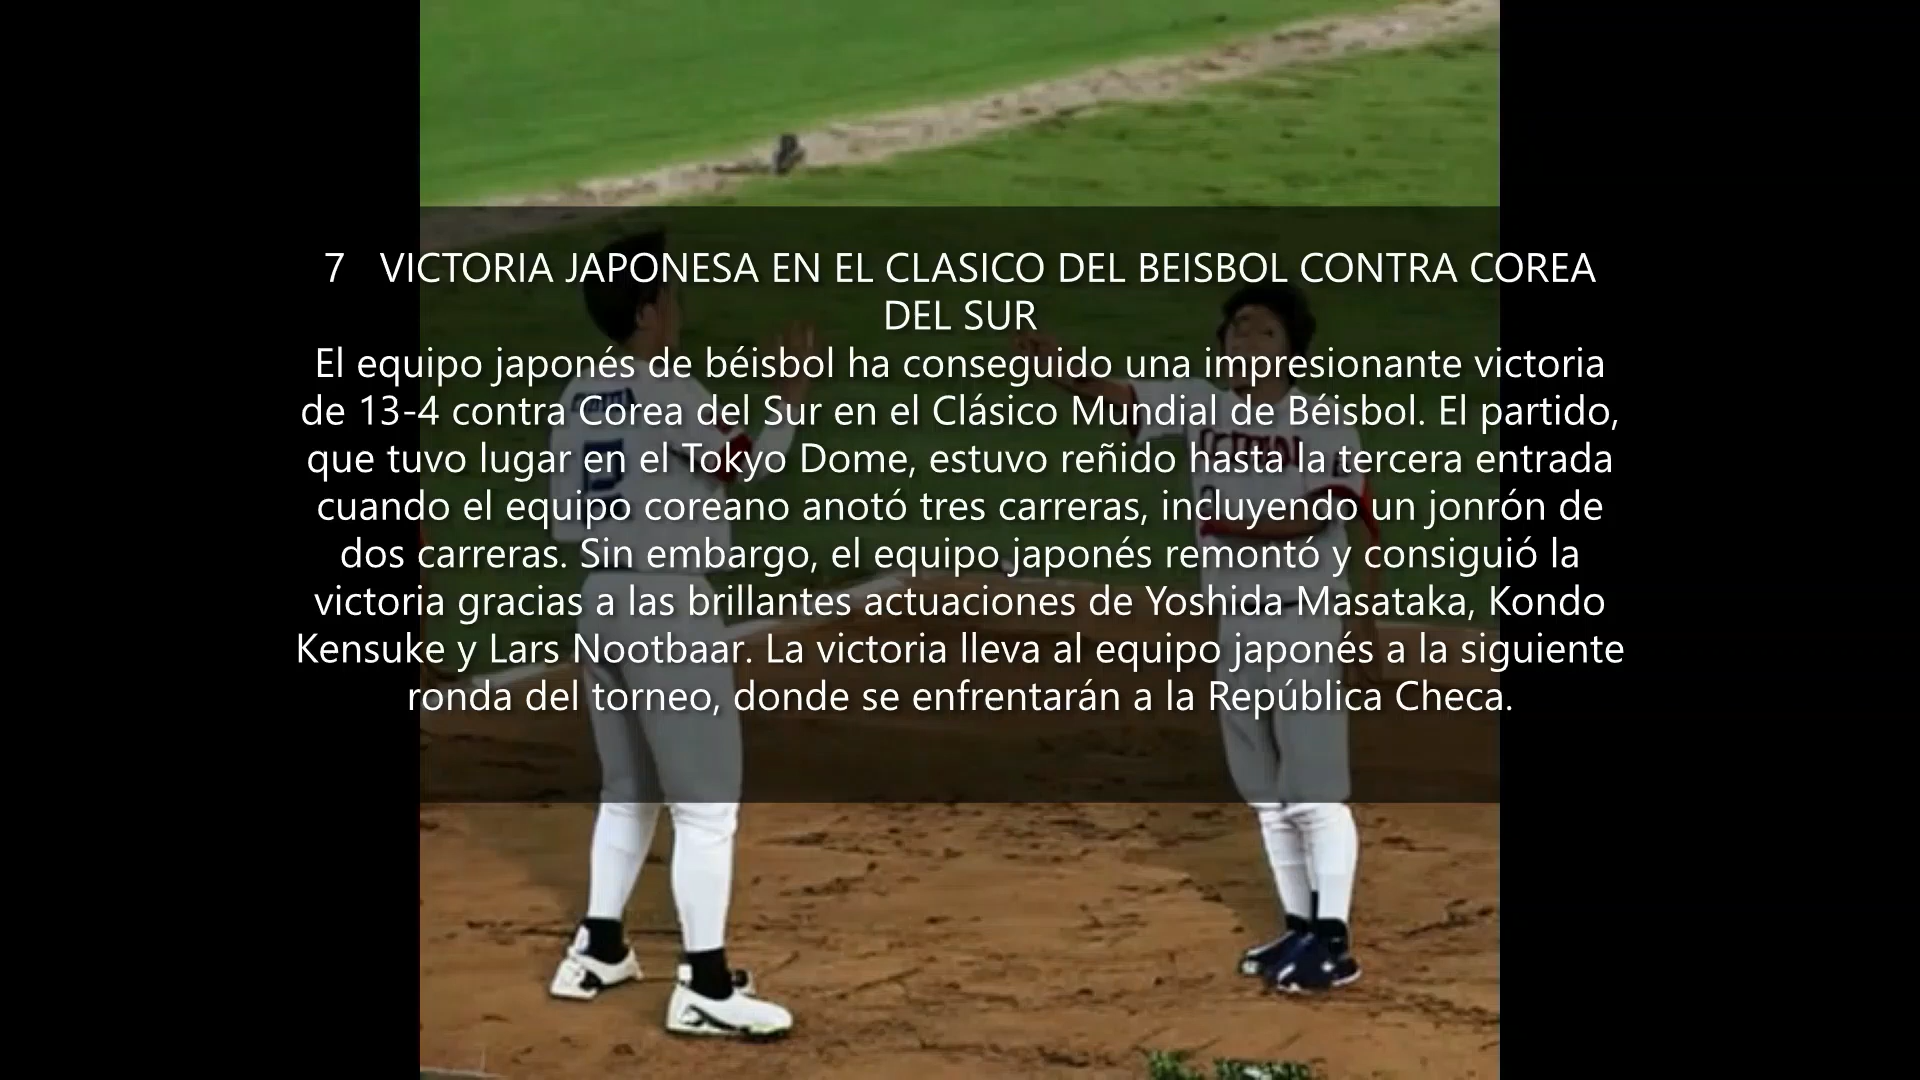 7 VICTORIA JAPONESA EN EL CLASICO DEL BEISBOL CONTRA COREA
DEL SUR
El equipo japonés de béisbol ha conseguido una impresionante victoria
de 13-4 contra Corea del Sur en el Clásico Mundial de Béisbol. El partido,
que tuvo lugar en el Tokyo Dome, estuvo reñido hasta la tercera entrada
cuando el equipo coreano anotó tres carreras, incluyendo un jonrón de
dos carreras. Sin embargo, el equipo japonés remontó y consiguió la
victoria gracias a las brillantes actuaciones de Yoshida Masataka, Kondo
Kensuke y Lars Nootbaar. La victoria lleva al equipo japonés a la siguiente
ronda del torneo, donde se enfrentarán a la República Checa.